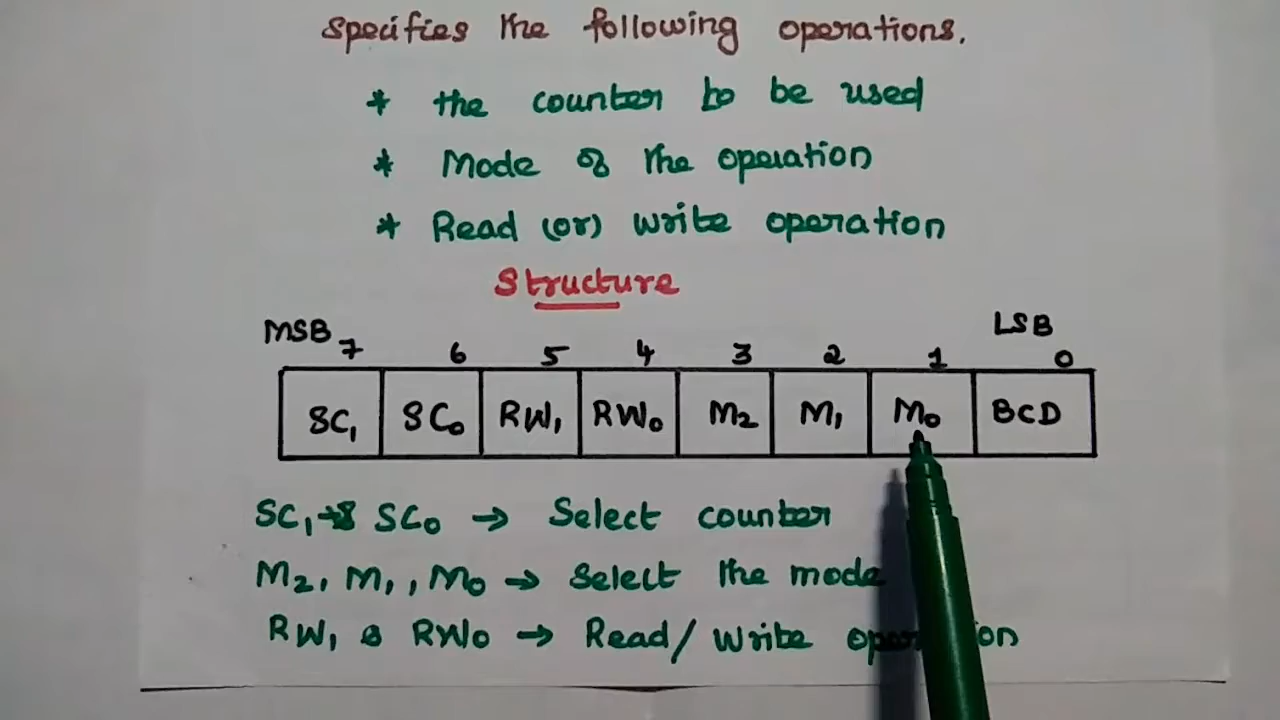 specifies the following operations.
* the counter to be used
* Mode of the operation
* Read (or) write operation
Structure
MSB LSB
7 6 5 4 3 2 1 0
SC1 SC0 RW1 RW0 M2 M1 M0 BCD
SC1 & SC0 → Select counter
M2, M1, M0 → Select the mode
RW1 & RW0 → Read/ Write operation